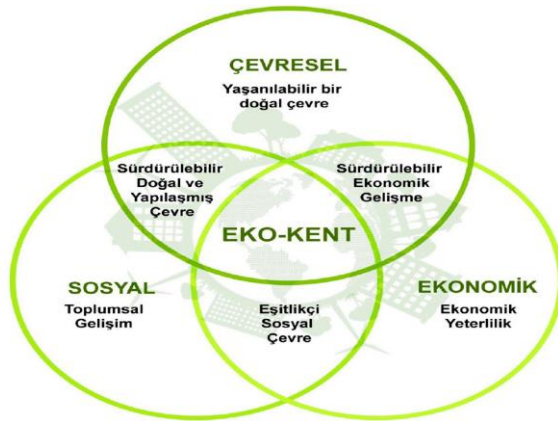 ÇEVRESEL
Yaşanılabilir bir
doğal çevre
Sürdürülebilir
Doğal ve
Yapılaşmış
Çevre
Sürdürülebilir
Ekonomik
Gelişme
EKO-KENT
SOSYAL
Toplumsal
Gelişim
Eşitlikçi
Sosyal
Çevre
EKONOMİK
Ekonomik
Yeterlilik